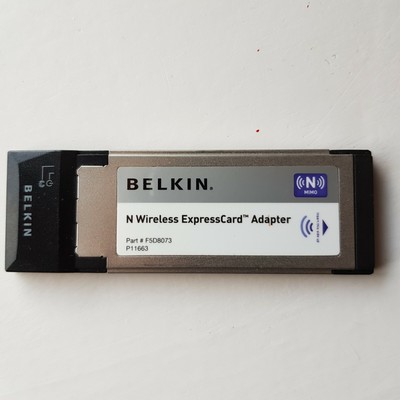 BELKIN
BELKIN.
N
MIMO
N Wireless ExpressCard™ Adapter
Part # F5D8073
P11663